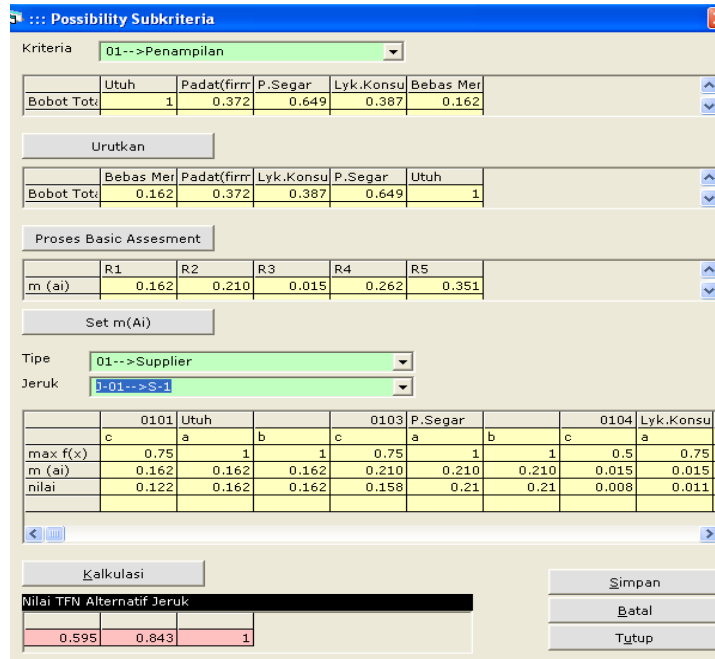 ::: Possibility Subkriteria
Kriteria 01-->Penampilan
Utuh Padat(firm P.Segar Lyk.Konsu Bebas Mer
Bobot Tota 1 0.372 0.649 0.387 0.162
Urutkan
Bebas Mer Padat(firm Lyk.Konsu P.Segar Utuh
Bobot Tota 0.162 0.372 0.387 0.649 1
Proses Basic Assesment
R1 R2 R3 R4 R5
m (ai) 0.162 0.210 0.015 0.262 0.351
Set m(Ai)
Tipe 01-->Supplier
Jeruk J-01-->S-1
0101 Utuh 0103 P.Segar 0104 Lyk.Konsu
c a b c a b c a
max f(x) 0.75 1 1 0.75 1 1 0.5 0.75
m (ai) 0.162 0.162 0.162 0.210 0.210 0.210 0.015 0.015
nilai 0.122 0.162 0.162 0.158 0.21 0.21 0.008 0.011
Kalkulasi
Simpan
Nilai TFN Alternatif Jeruk
Batal
0.595 0.843 1
Tutup